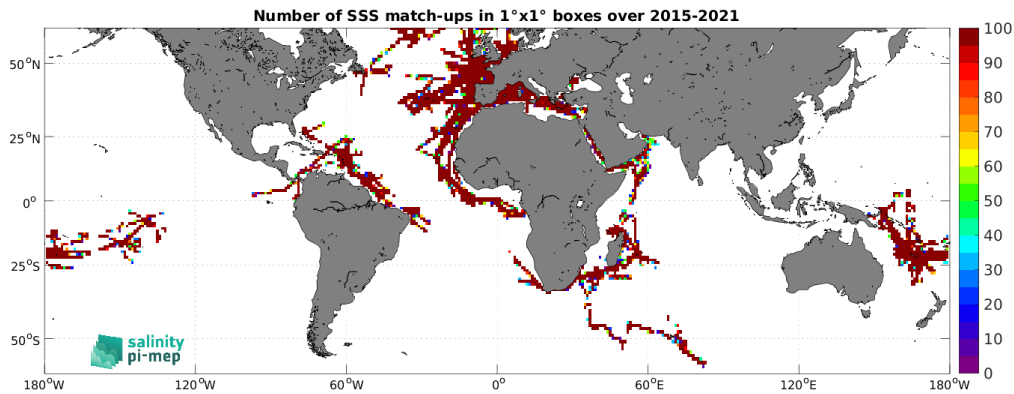 Number of SSS match-ups in 1°x1° boxes over 2015-2021
100
90
80
70
60
50
40
30
20
10
0
50°N
25°N
0°
25°S
50°S
salinity
pi-mep
180°W
120°W
60°W
0°
60°E
120°E
180°W